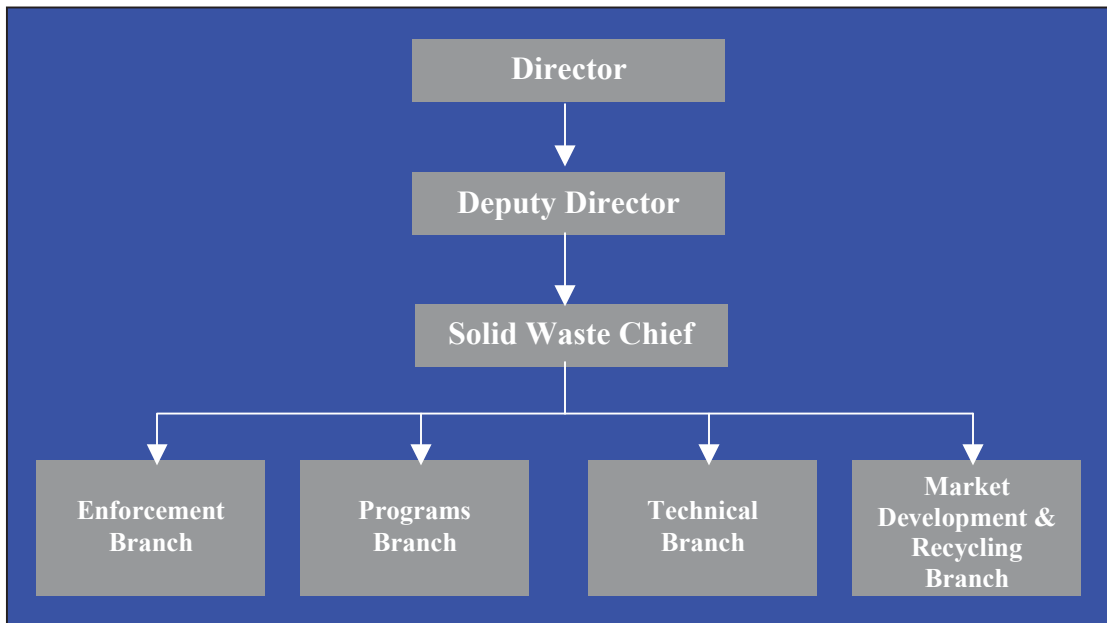 Director
Deputy Director
Solid Waste Chief
Enforcement
Branch
Programs
Branch
Technical
Branch
Market
Development &
Recycling
Branch